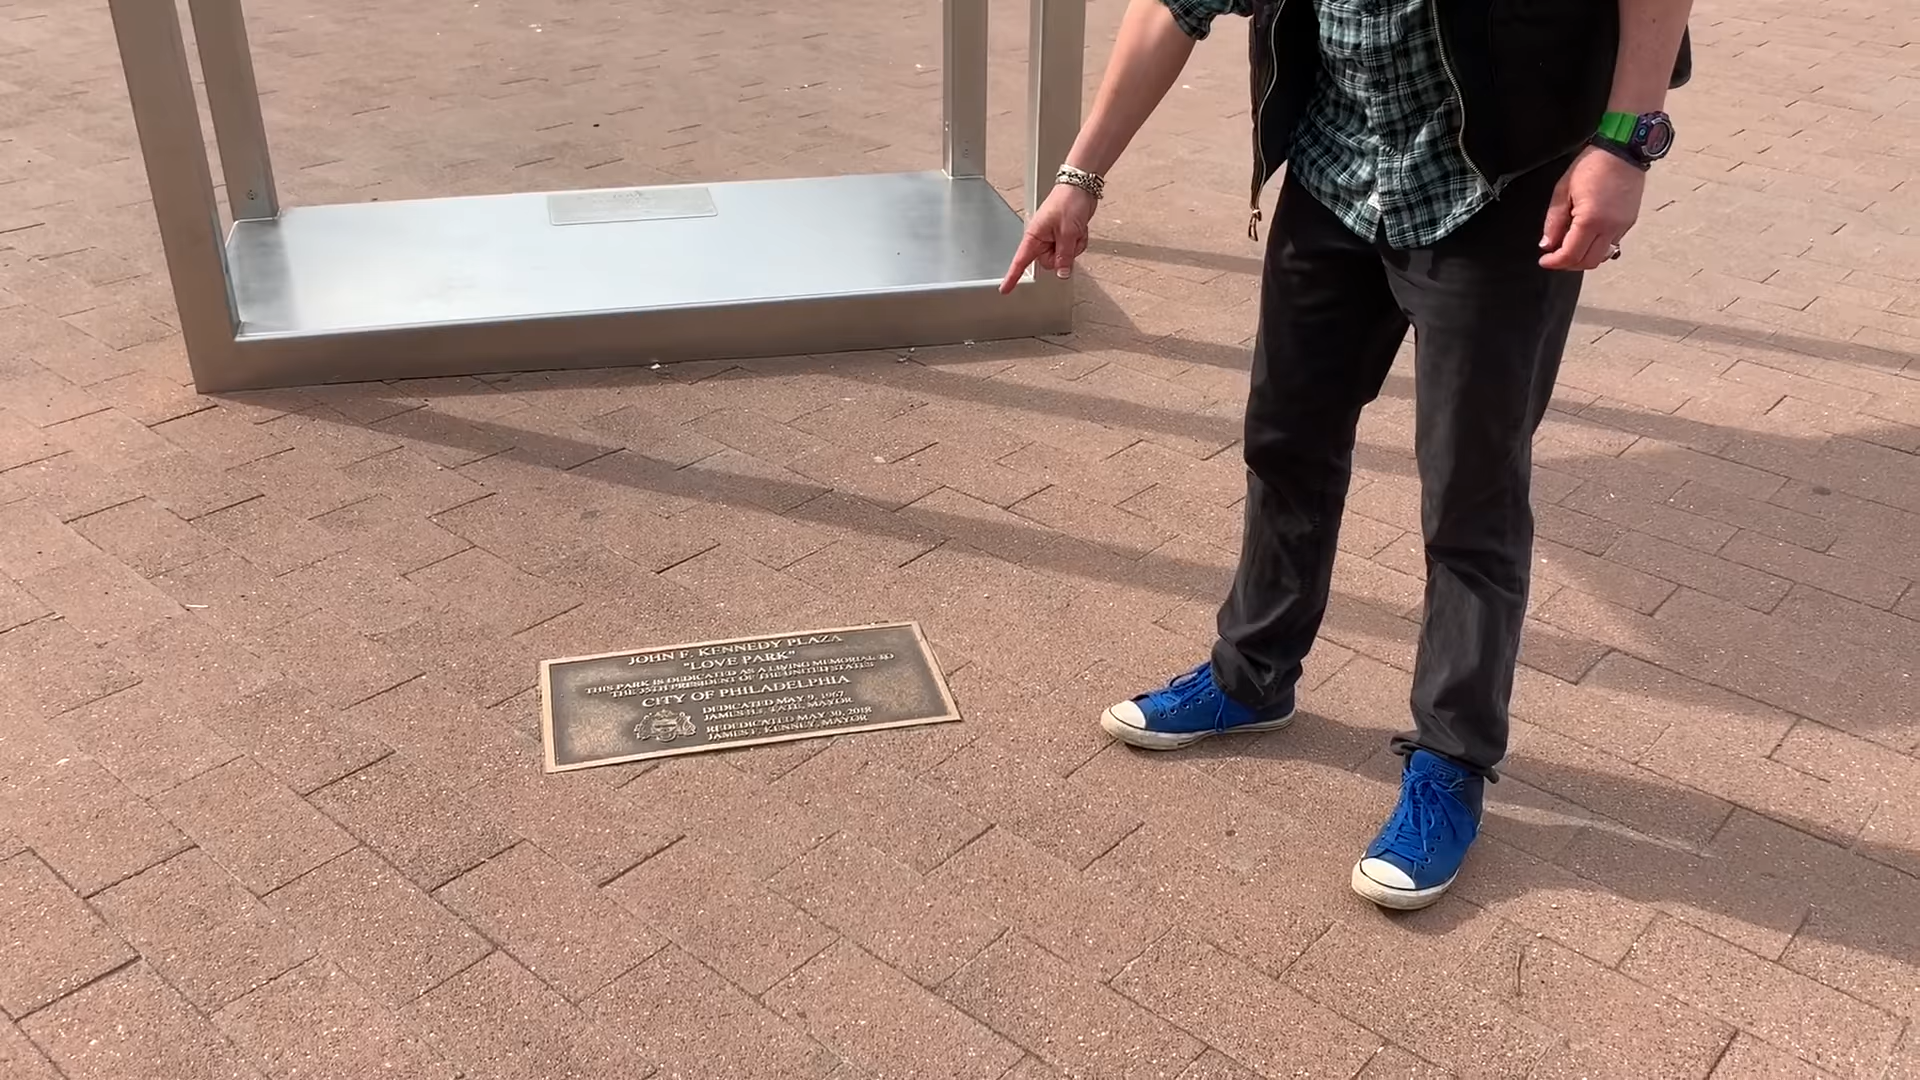 JOHN F. KENNEDY PLAZA
"LOVE PARK"
THIS PARK IS DEDICATED AS A LIVING MEMORIAL TO
THE 35TH PRESIDENT OF THE UNITED STATES
CITY OF PHILADELPHIA
DEDICATED MAY 9, 1967
JAMES H.J. TATE, MAYOR
REDEDICATED MAY 30, 2018
JAMES F. KENNEY, MAYOR